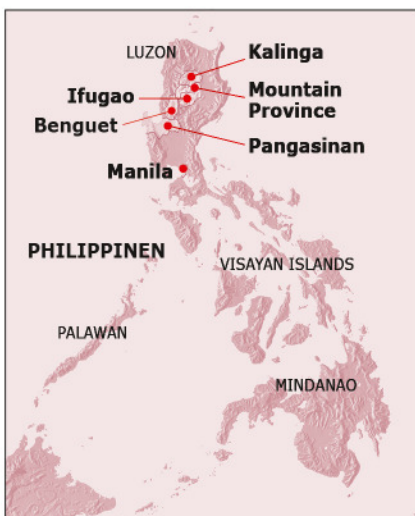 LUZON
Kalinga
Mountain
Province
Ifugao
Benguet
Pangasinan
Manila
PHILIPPINEN
VISAYAN ISLANDS
PALAWAN
MINDANAO